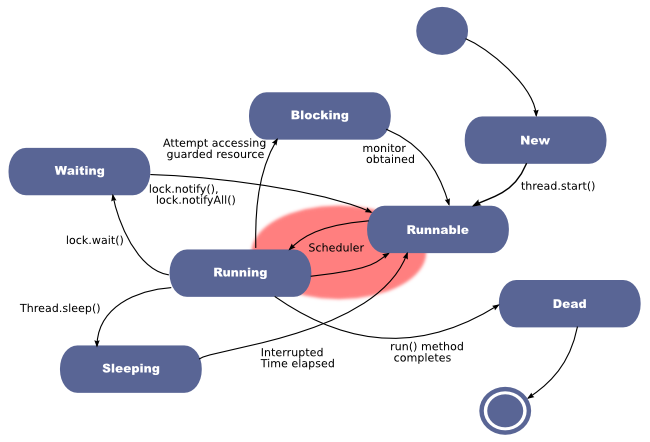 Blocking
New
Attempt accessing
guarded resource
monitor
obtained
Waiting
lock.notify(),
lock.notifyAll()
thread.start()
Runnable
Scheduler
lock.wait()
Running
Thread.sleep()
Dead
Interrupted
Time elapsed
run() method
completes
Sleeping